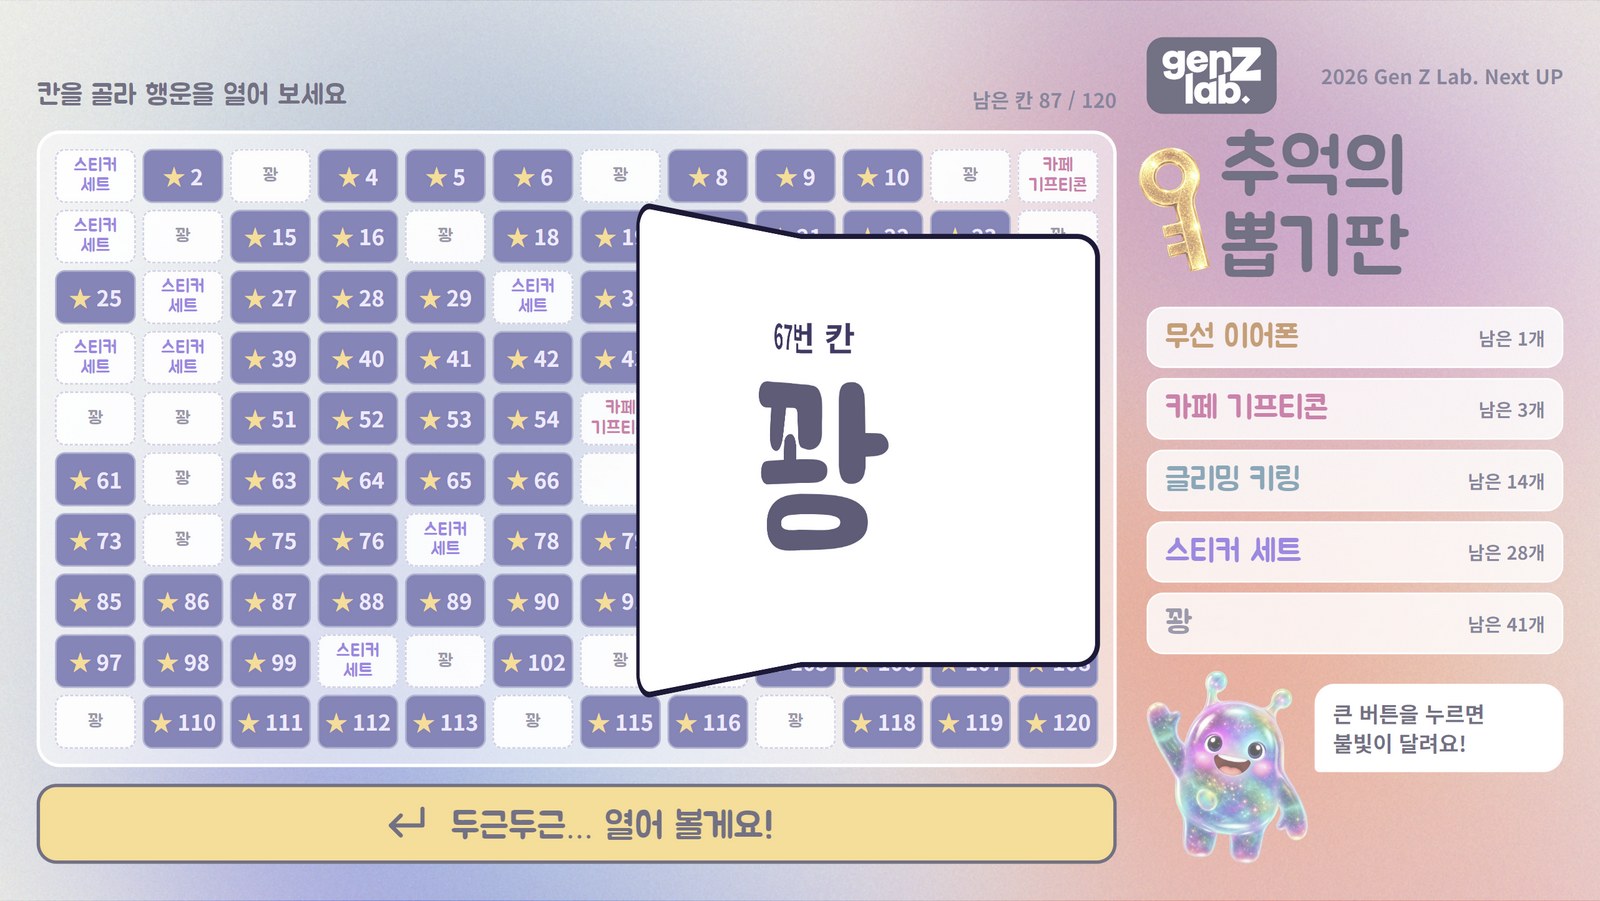 칸을 골라 행운을 열어 보세요
남은 칸 87 / 120
genZ
lab.
2026 Gen Z Lab. Next UP
추억의
뽑기판
스티커
세트
★ 2
꽝
★ 4
★ 5
★ 6
꽝
★ 8
★ 9
★ 10
꽝
카페
기프티콘
스티커
세트
꽝
★ 15
★ 16
꽝
★ 18
★ 25
스티커
세트
★ 27
★ 28
★ 29
스티커
세트
스티커
세트
스티커
세트
★ 39
★ 40
★ 41
★ 42
꽝
꽝
★ 51
★ 52
★ 53
★ 54
카페
★ 61
꽝
★ 63
★ 64
★ 65
★ 66
★ 73
꽝
★ 75
★ 76
스티커
세트
★ 78
★ 85
★ 86
★ 87
★ 88
★ 89
★ 90
★ 97
★ 98
★ 99
스티커
세트
꽝
★ 102
꽝
꽝
★ 110
★ 111
★ 112
★ 113
꽝
★ 115
★ 116
꽝
★ 118
★ 119
★ 120
67번 칸
꽝
무선 이어폰
남은 1개
카페 기프티콘
남은 3개
글리밍 키링
남은 14개
스티커 세트
남은 28개
꽝
남은 41개
큰 버튼을 누르면
불빛이 달려요!
두근두근... 열어 볼게요!